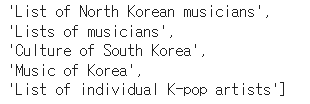 'List of North Korean musicians',
'Lists of musicians',
'Culture of South Korea',
'Music of Korea',
'List of individual K-pop artists']